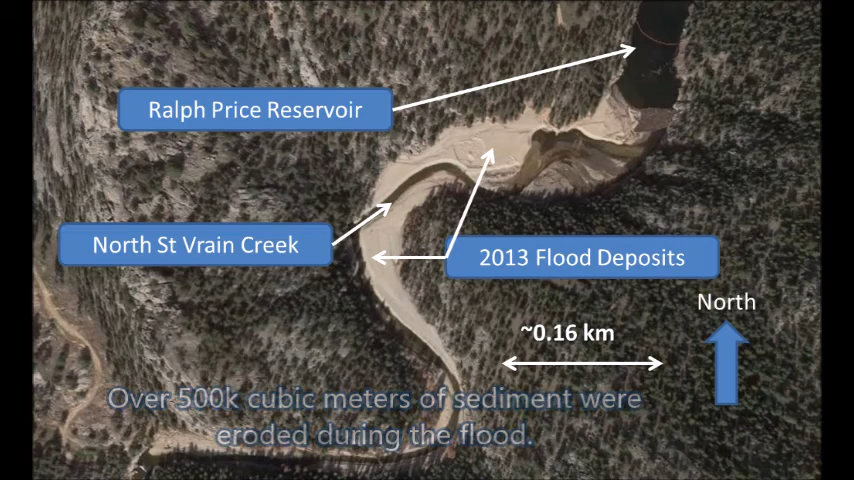 Ralph Price Reservoir
North St Vrain Creek
2013 Flood Deposits
North
~0.16 km
Over 500k cubic meters of sediment were
eroded during the flood.